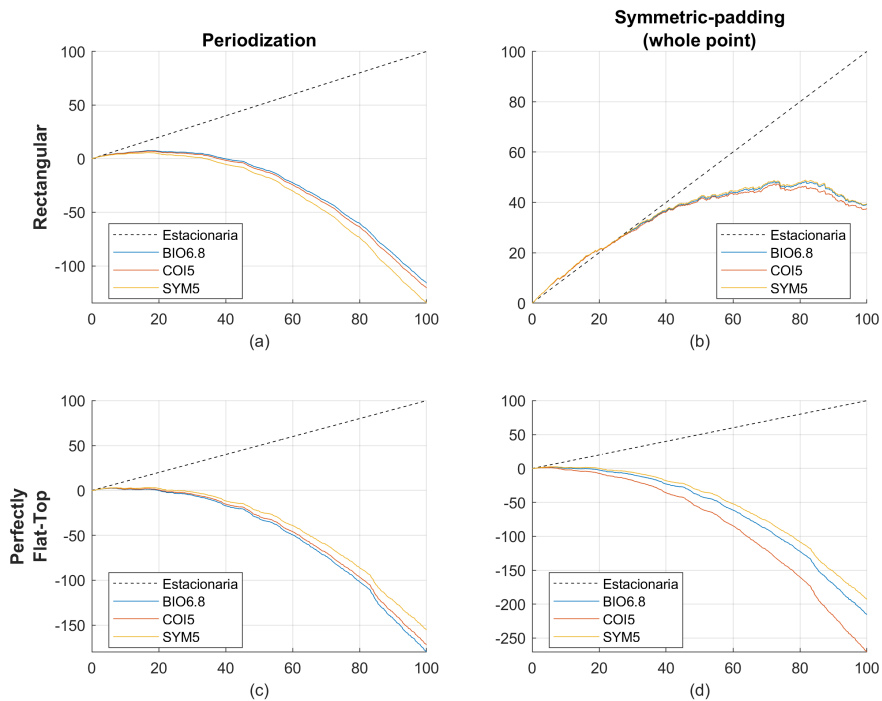 Periodization
Symmetric-padding
(whole point)
Rectangular
100
50
0
-50
-100
0
20
40
60
80
100
Estacionaria
BIO6.8
COI5
SYM5
(a)
100
80
60
40
20
0
0
20
40
60
80
100
Estacionaria
BIO6.8
COI5
SYM5
(b)
Perfectly
Flat-Top
100
50
0
-50
-100
-150
0
20
40
60
80
100
Estacionaria
BIO6.8
COI5
SYM5
(c)
100
50
0
-50
-100
-150
-200
-250
0
20
40
60
80
100
Estacionaria
BIO6.8
COI5
SYM5
(d)